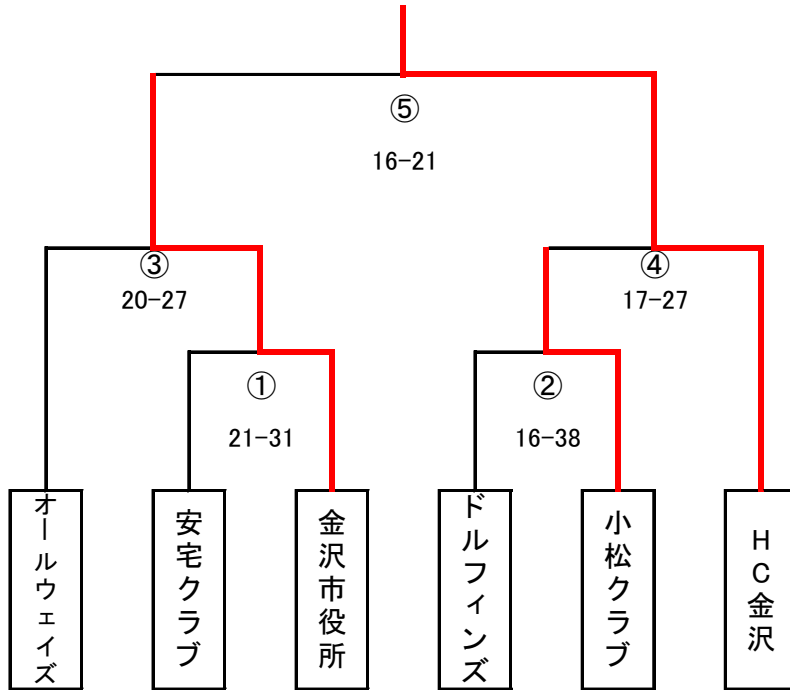 ⑤
16-21
③
20-27
④
17-27
①
21-31
②
16-38
オールウェイズ
安宅クラブ
金沢市役所
ドルフィンズ
小松クラブ
HC金沢